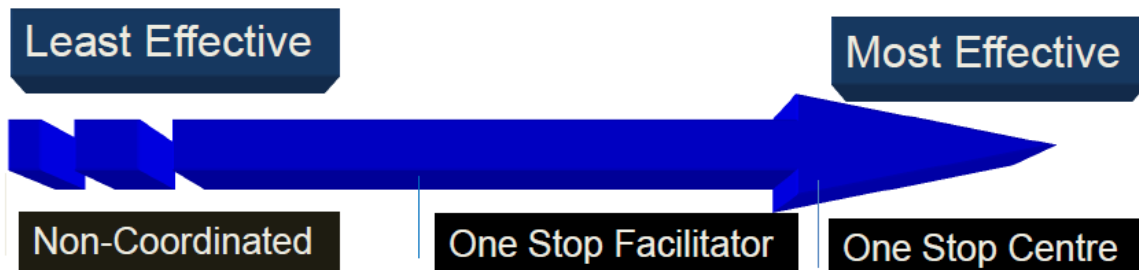 Least Effective
Most Effective
Non-Coordinated
One Stop Facilitator
One Stop Centre